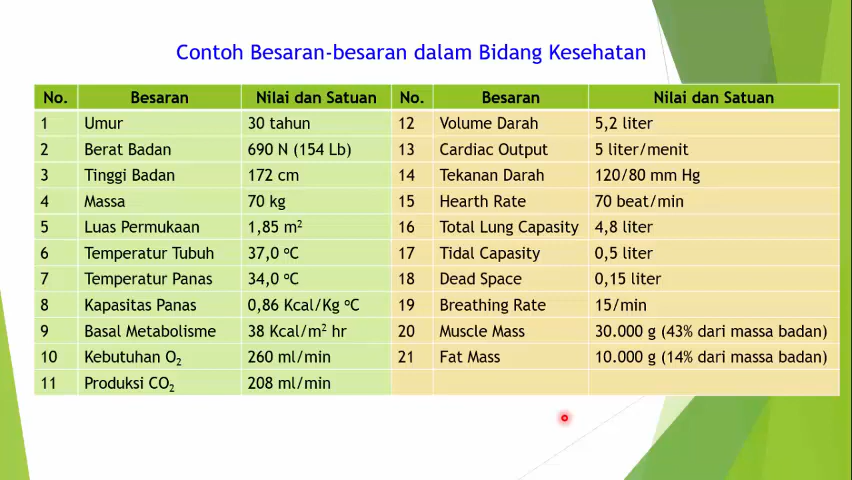 Contoh Besaran-besaran dalam Bidang Kesehatan
No. Besaran Nilai dan Satuan No. Besaran Nilai dan Satuan
1 Umur 30 tahun 12 Volume Darah 5,2 liter
2 Berat Badan 690 N (154 Lb) 13 Cardiac Output 5 liter/menit
3 Tinggi Badan 172 cm 14 Tekanan Darah 120/80 mm Hg
4 Massa 70 kg 15 Hearth Rate 70 beat/min
5 Luas Permukaan 1,85 m² 16 Total Lung Capasity 4,8 liter
6 Temperatur Tubuh 37,0 ⁰C 17 Tidal Capasity 0,5 liter
7 Temperatur Panas 34,0 ⁰C 18 Dead Space 0,15 liter
8 Kapasitas Panas 0,86 Kcal/Kg ⁰C 19 Breathing Rate 15/min
9 Basal Metabolisme 38 Kcal/m² hr 20 Muscle Mass 30.000 g (43% dari massa badan)
10 Kebutuhan O₂ 260 ml/min 21 Fat Mass 10.000 g (14% dari massa badan)
11 Produksi CO₂ 208 ml/min